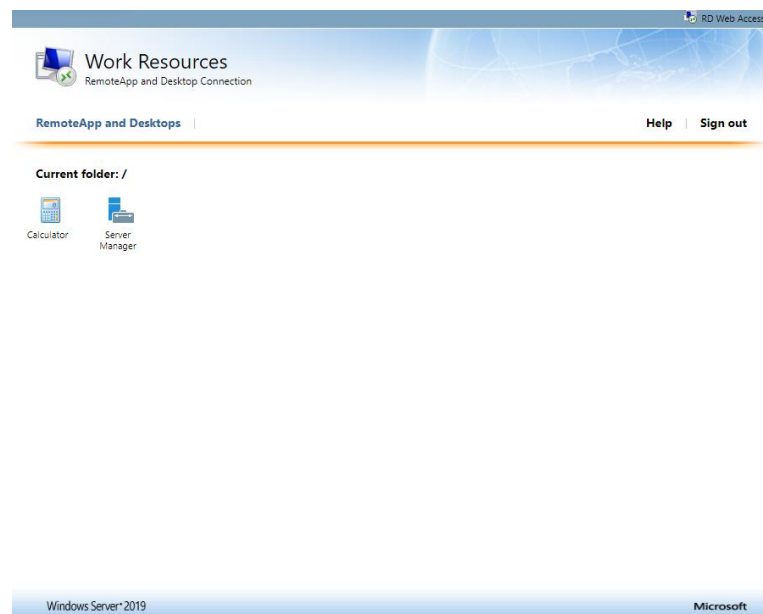 RD Web Access
Work Resources
RemoteApp and Desktop Connection
RemoteApp and Desktops
Help
Sign out
Current folder: /
Calculator
Server
Manager
Windows Server 2019
Microsoft